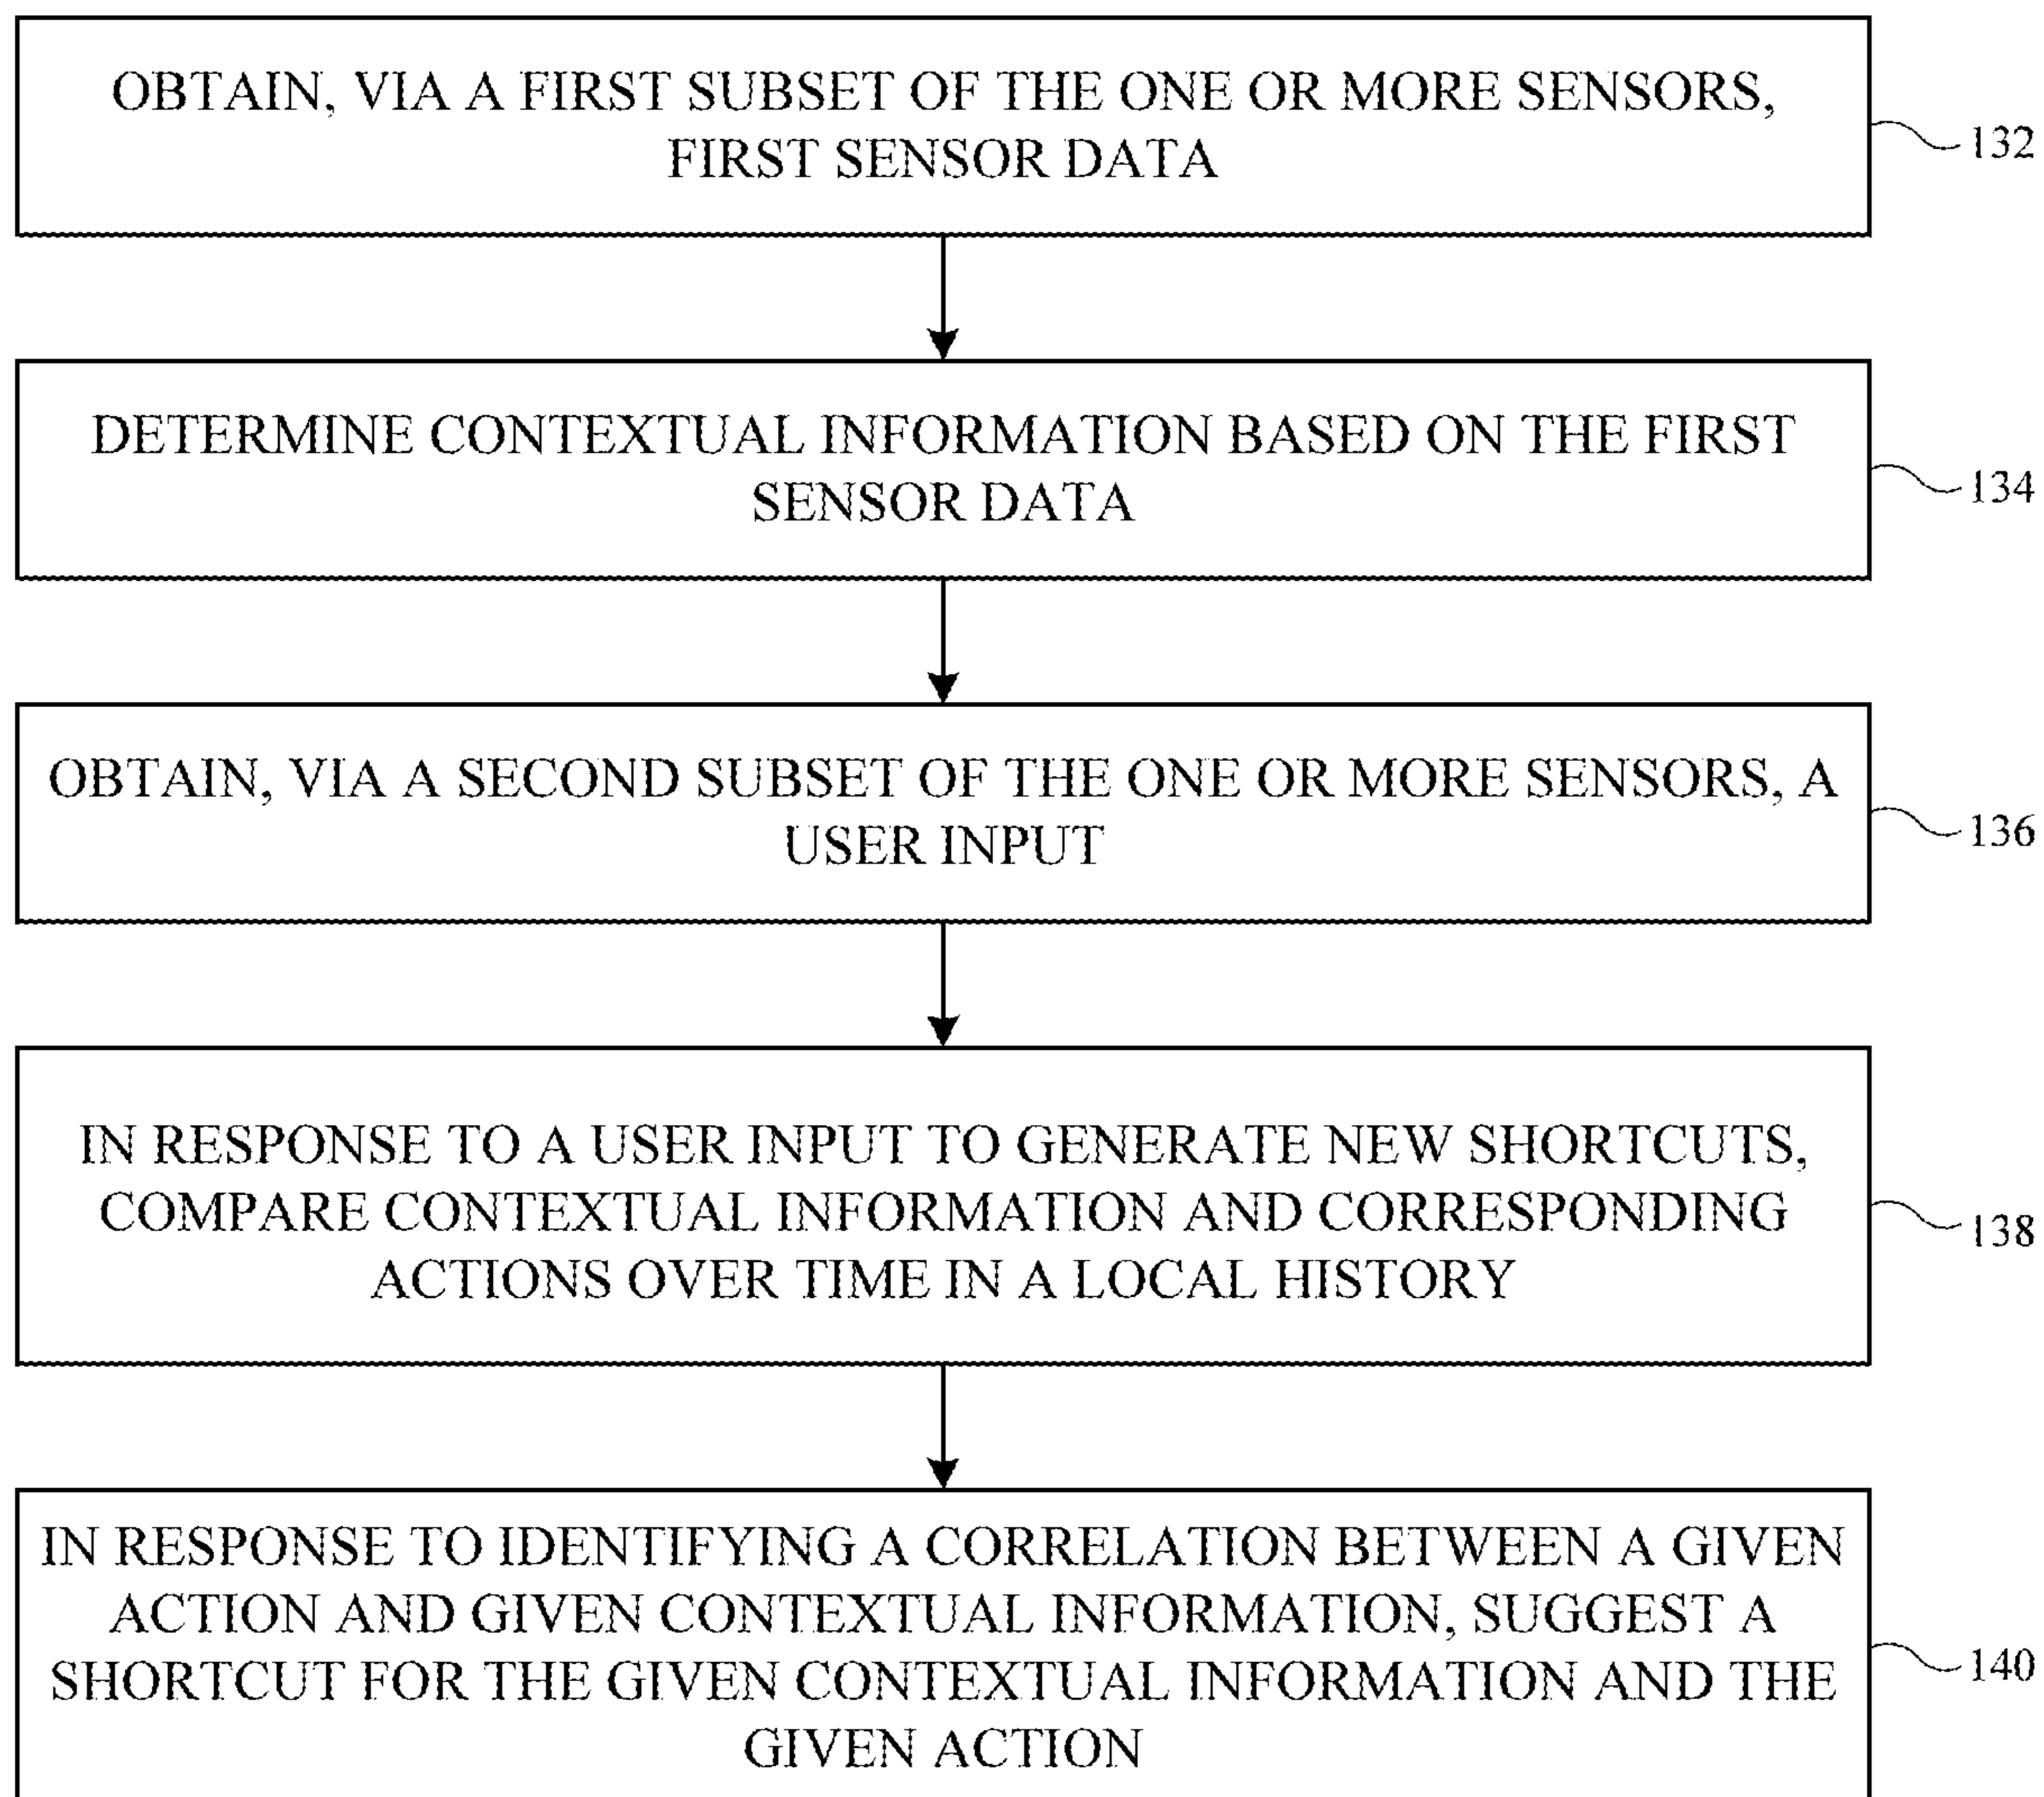 OBTAIN, VIA A FIRST SUBSET OF THE ONE OR MORE SENSORS,
FIRST SENSOR DATA
132
DETERMINE CONTEXTUAL INFORMATION BASED ON THE FIRST
SENSOR DATA
134
OBTAIN, VIA A SECOND SUBSET OF THE ONE OR MORE SENSORS, A
USER INPUT
136
IN RESPONSE TO A USER INPUT TO GENERATE NEW SHORTCUTS,
COMPARE CONTEXTUAL INFORMATION AND CORRESPONDING
ACTIONS OVER TIME IN A LOCAL HISTORY
138
IN RESPONSE TO IDENTIFYING A CORRELATION BETWEEN A GIVEN
ACTION AND GIVEN CONTEXTUAL INFORMATION, SUGGEST A
SHORTCUT FOR THE GIVEN CONTEXTUAL INFORMATION AND THE
GIVEN ACTION
140